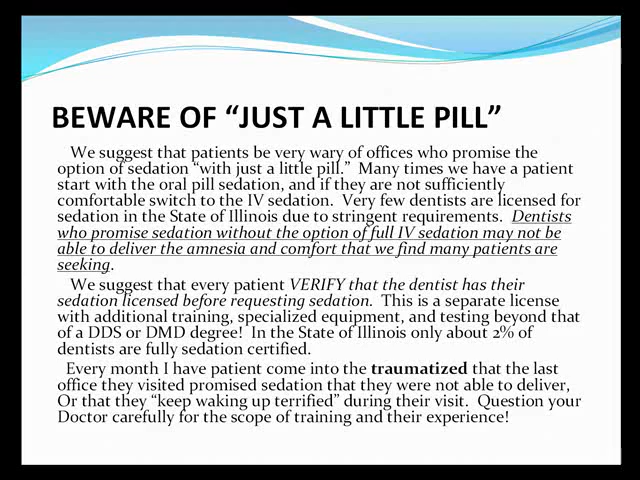 BEWARE OF “JUST A LITTLE PILL”
We suggest that patients be very wary of offices who promise the
option of sedation “with just a little pill.”  Many times we have a patient
start with the oral pill sedation, and if they are not sufficiently
comfortable switch to the IV sedation.  Very few dentists are licensed for
sedation in the State of Illinois due to stringent requirements.  Dentists
who promise sedation without the option of full IV sedation may not be
able to deliver the amnesia and comfort that we find many patients are
seeking.
We suggest that every patient VERIFY that the dentist has their
sedation licensed before requesting sedation.  This is a separate license
with additional training, specialized equipment, and testing beyond that
of a DDS or DMD degree!  In the State of Illinois only about 2% of
dentists are fully sedation certified.
Every month I have patient come into the traumatized that the last
office they visited promised sedation that they were not able to deliver,
Or that they “keep waking up terrified” during their visit.  Question your
Doctor carefully for the scope of training and their experience!